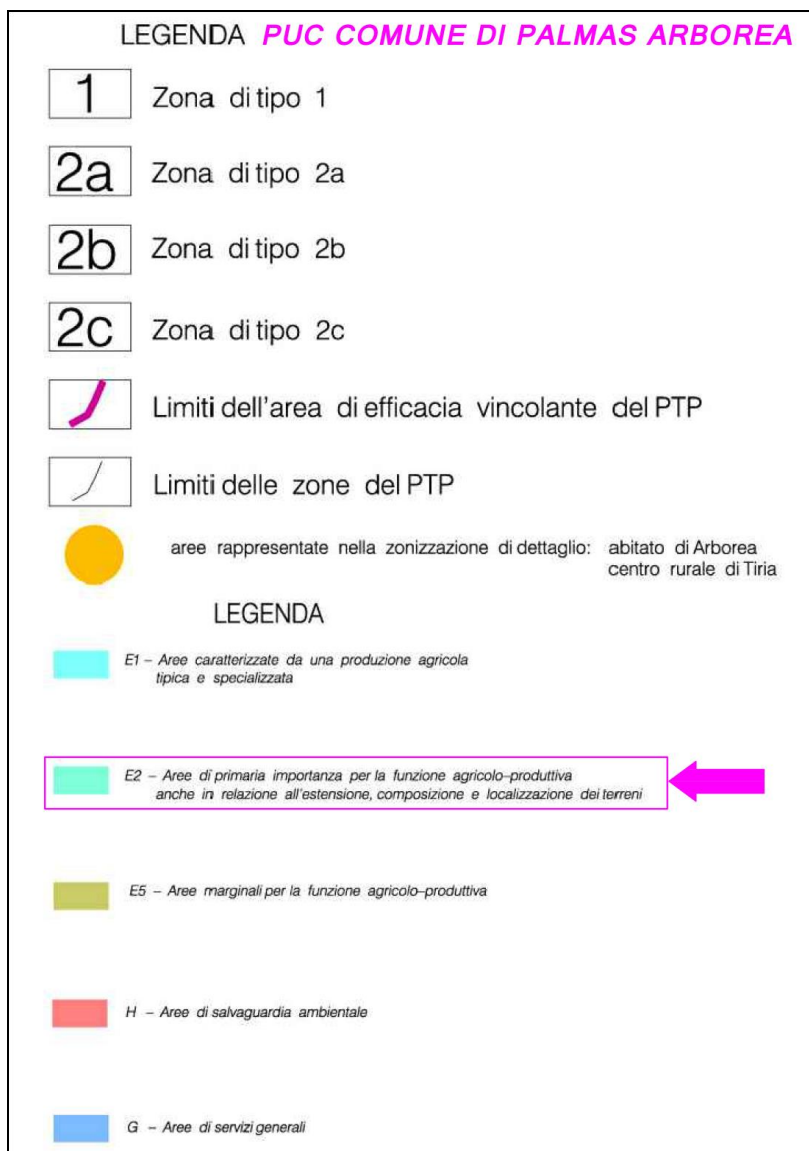 LEGENDA PUC COMUNE DI PALMAS ARBOREA
1 Zona di tipo 1
2a Zona di tipo 2a
2b Zona di tipo 2b
2c Zona di tipo 2c
Limiti dell'area di efficacia vincolante del PTP
Limiti delle zone del PTP
aree rappresentate nella zonizzazione di dettaglio: abitato di Arborea
centro rurale di Tiria
LEGENDA
E1 – Aree caratterizzate da una produzione agricola
tipica e specializzata
E2 – Aree di primaria importanza per la funzione agricolo–produttiva
anche in relazione all'estensione, composizione e localizzazione dei terreni
E5 – Aree marginali per la funzione agricolo–produttiva
H – Aree di salvaguardia ambientale
G – Aree di servizi generali